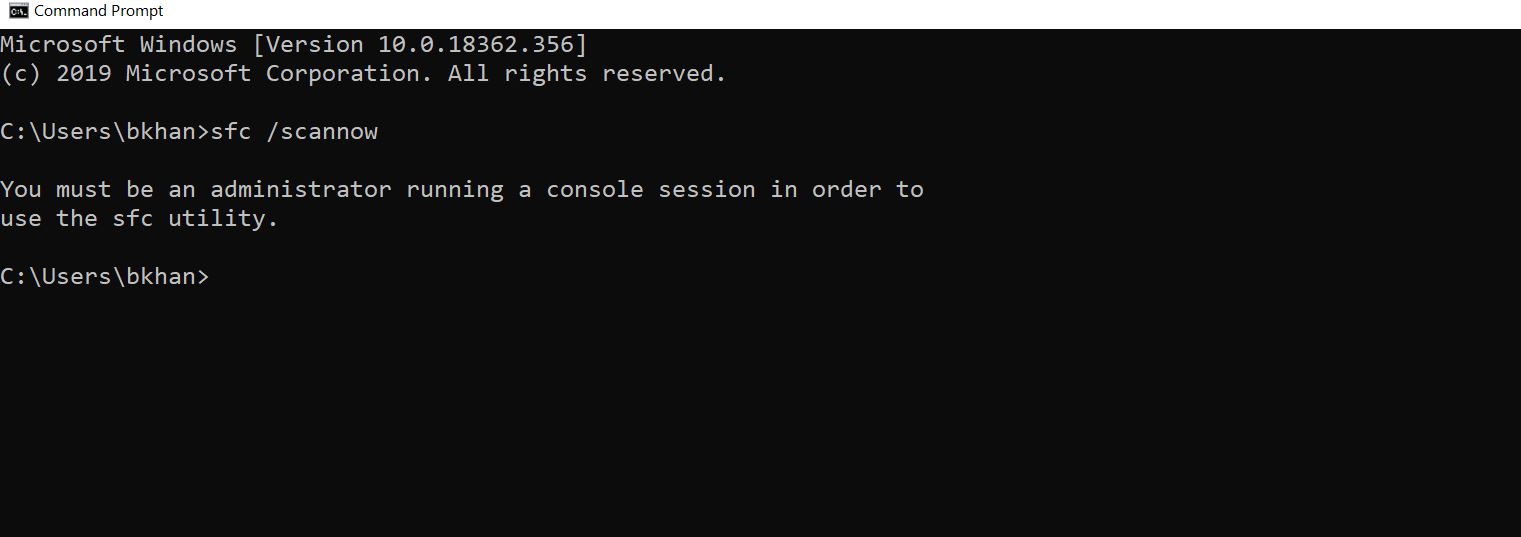 Command Prompt
Microsoft Windows [Version 10.0.18362.356]
(c) 2019 Microsoft Corporation. All rights reserved.
C:\Users\bkhan>sfc /scannow
You must be an administrator running a console session in order to
use the sfc utility.
C:\Users\bkhan>